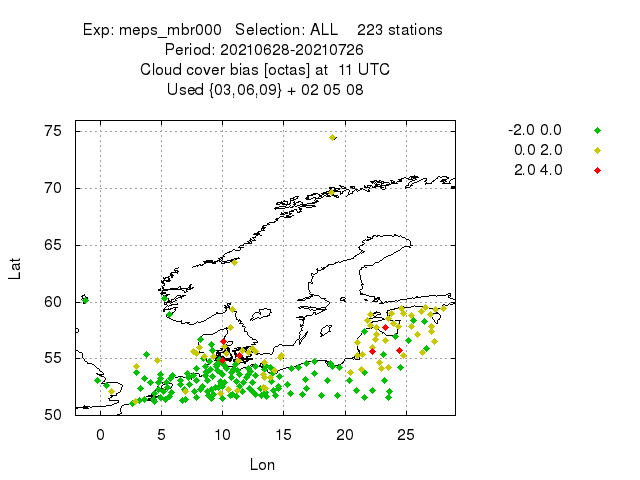 Exp: meps_mbr000   Selection: ALL    223 stations
Period: 20210628-20210726
Cloud cover bias [octas] at  11 UTC
Used {03,06,09} + 02 05 08
-2.0 0.0
0.0 2.0
2.0 4.0
75
70
65
60
55
50
Lat
0 5 10 15 20 25
Lon